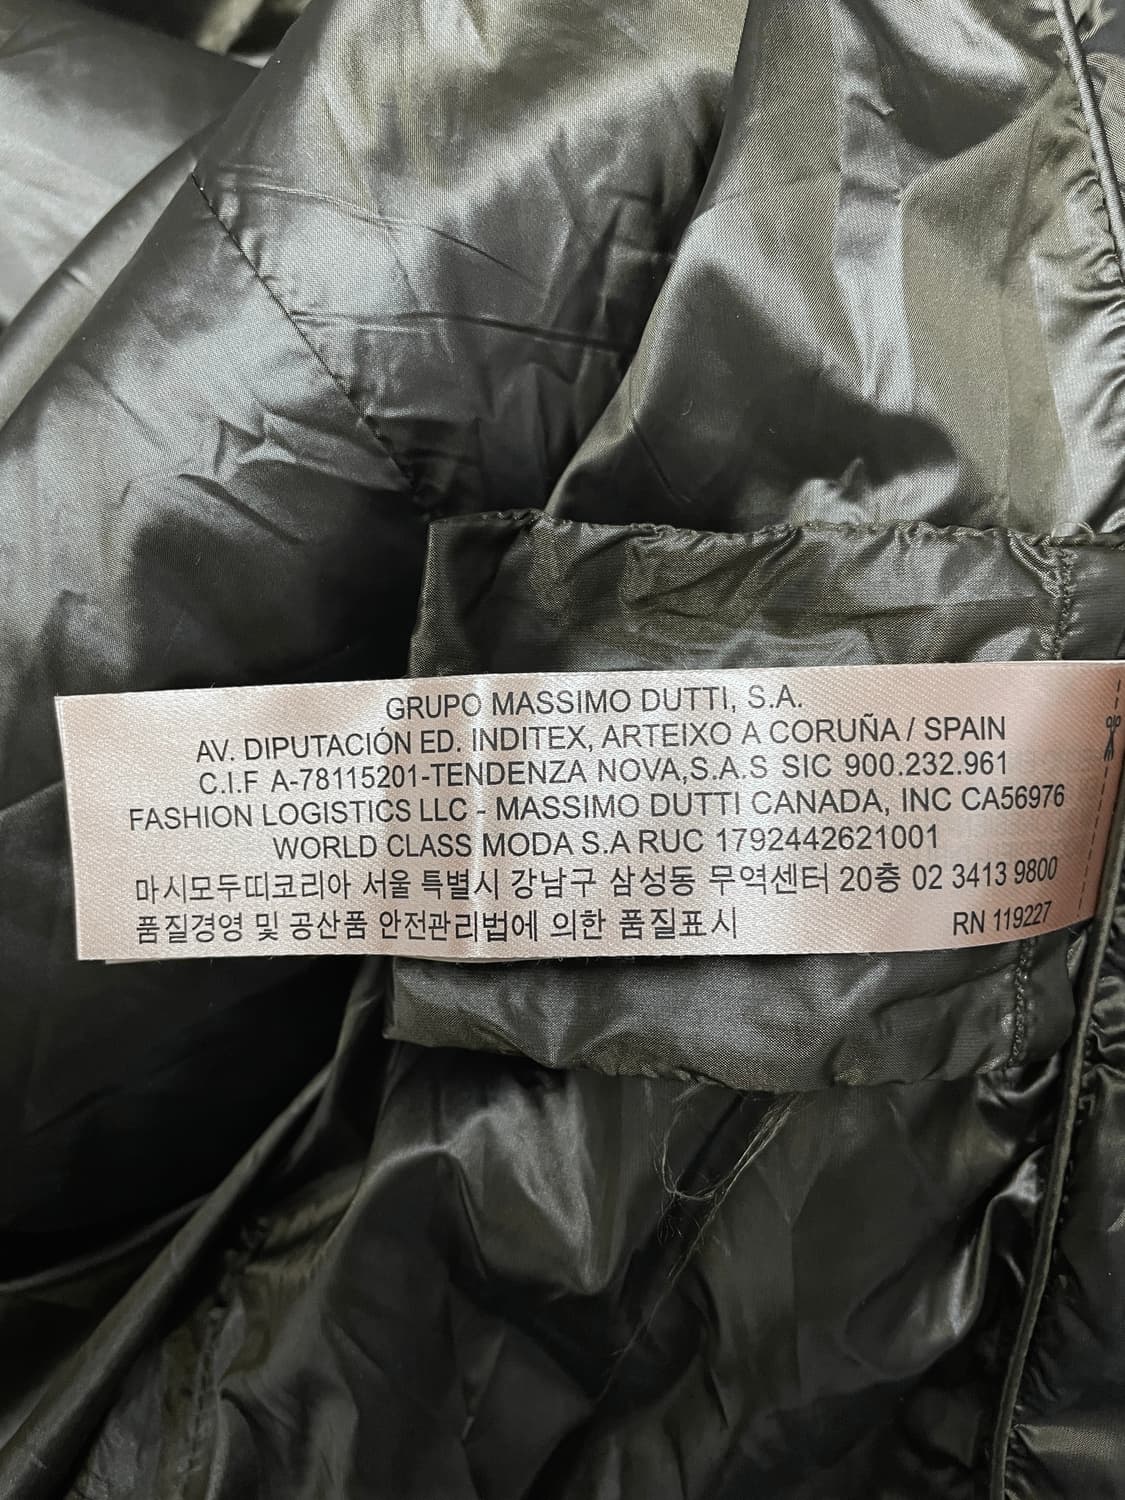 GRUPO MASSIMO DUTTI, S.A.
AV. DIPUTACIÓN ED. INDITEX, ARTEIXO A CORUÑA / SPAIN
C.I.F A-78115201-TENDENZA NOVA,S.A.S SIC 900.232.961
FASHION LOGISTICS LLC - MASSIMO DUTTI CANADA, INC CA56976
WORLD CLASS MODA S.A RUC 1792442621001
마시모두띠코리아 서울 특별시 강남구 삼성동 무역센터 20층 02 3413 9800
품질경영 및 공산품 안전관리법에 의한 품질표시 RN 119227